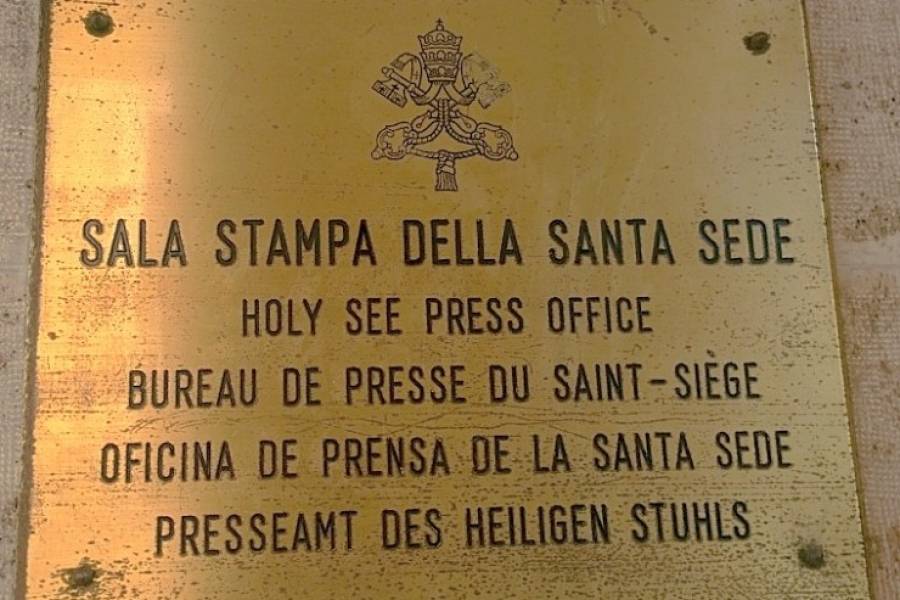 SALA STAMPA DELLA SANTA SEDE
HOLY SEE PRESS OFFICE
BUREAU DE PRESSE DU SAINT-SIÈGE
OFICINA DE PRENSA DE LA SANTA SEDE
PRESSEAMT DES HEILIGEN STUHLS